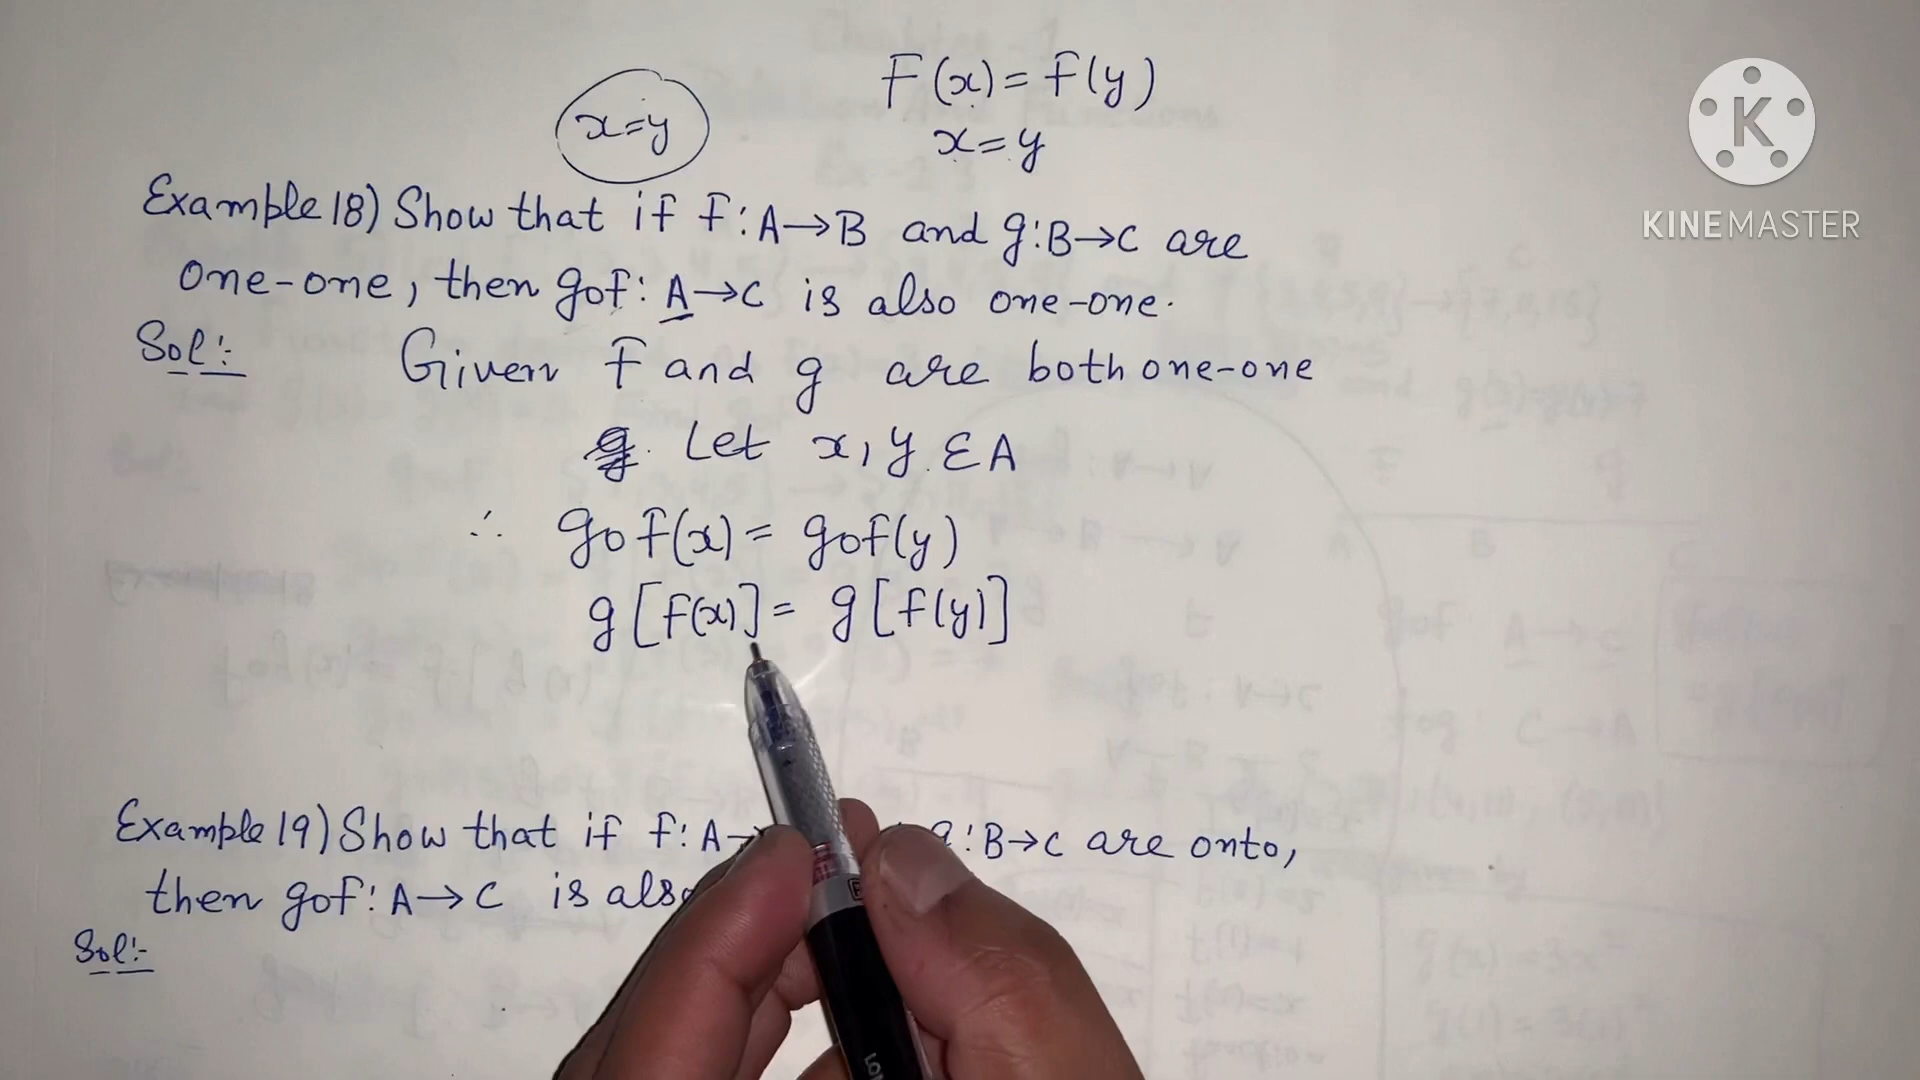 F(x) = F(y)
x=y
x=y
K
KINEMASTER
Example 18) Show that if f: A→B and g: B→C are
one-one, then gof: A→C is also one-one.
Sol:-
Given f and g are both one-one
Let x, y ∈ A
∴ gof(x) = gof(y)
g[f(x)] = g[f(y)]
Example 19) Show that if f: A→ g: B→C are onto,
then gof: A→C is also
Sol:-